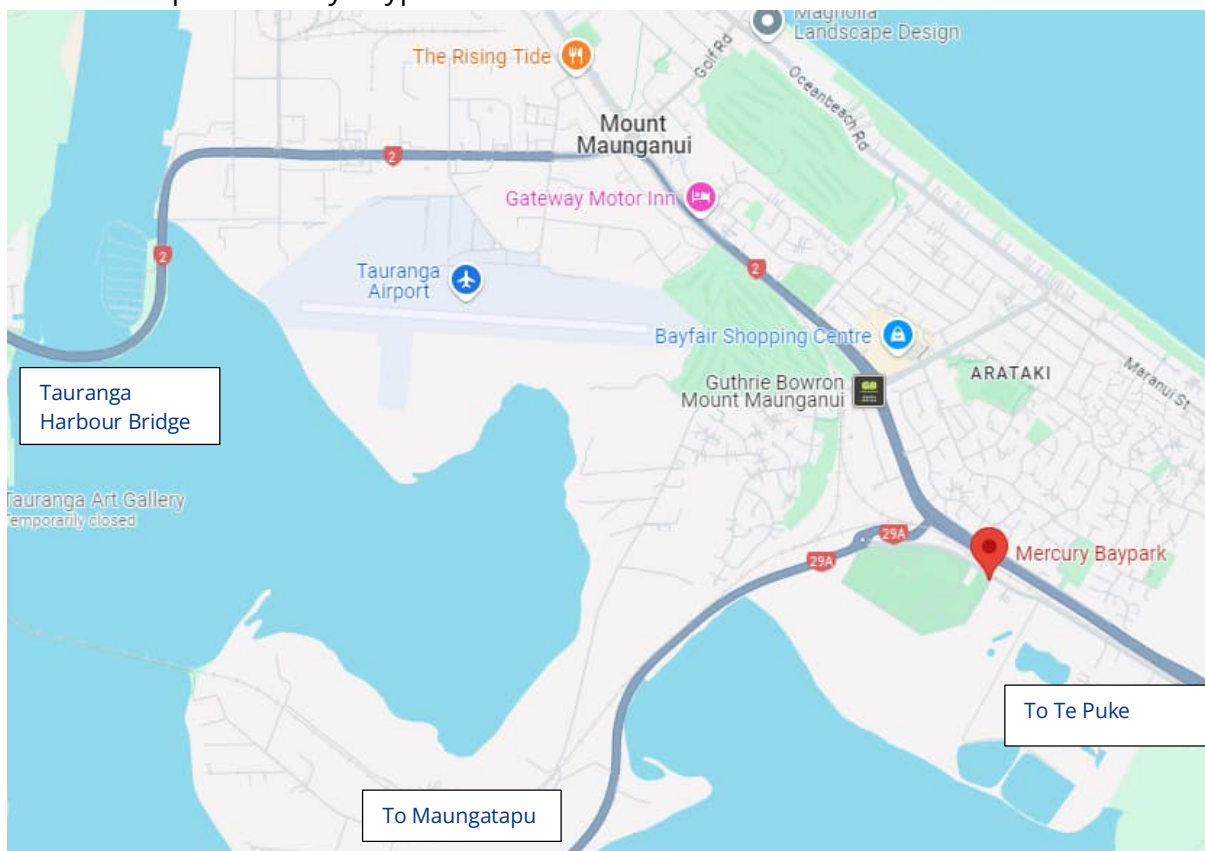 Magnolia
Landscape Design
The Rising Tide
Golf Rd
Oceanbeach Rd
Mount
Maunganui
2
Gateway Motor Inn
2
2
Tauranga
Airport
Bayfair Shopping Centre
Tauranga
Harbour Bridge
Guthrie Bowron
Mount Maunganui
GB
ARATAKI
Maranui St
Tauranga Art Gallery
Temporarily closed
29A
29A
Mercury Baypark
To Te Puke
To Maungatapu